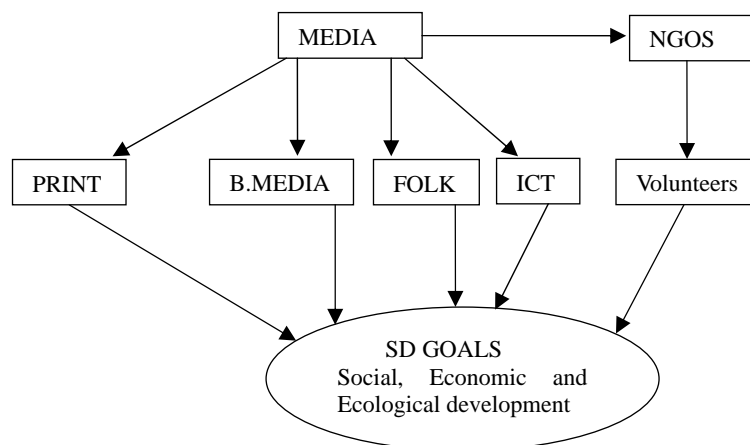 MEDIA
NGOS
PRINT
B.MEDIA
FOLK
ICT
Volunteers
SD GOALS
Social, Economic and
Ecological development